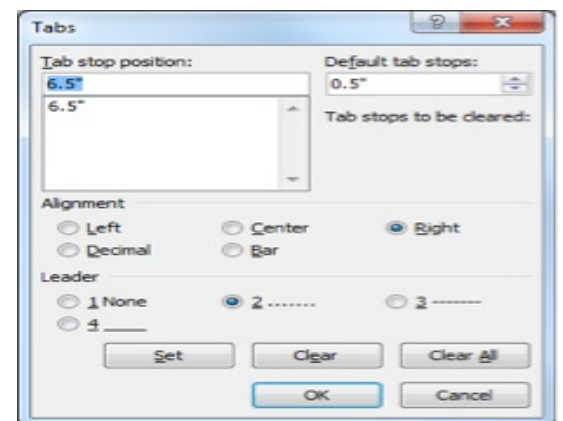 Tabs
Tab stop position: Default tab stops:
6.5" 0.5"
6.5" Tab stops to be cleared:
Alignment
Left Center Right
Decimal Bar
Leader
1 None 2 ....... 3 -------
4 ____
Set Clear Clear All
OK Cancel